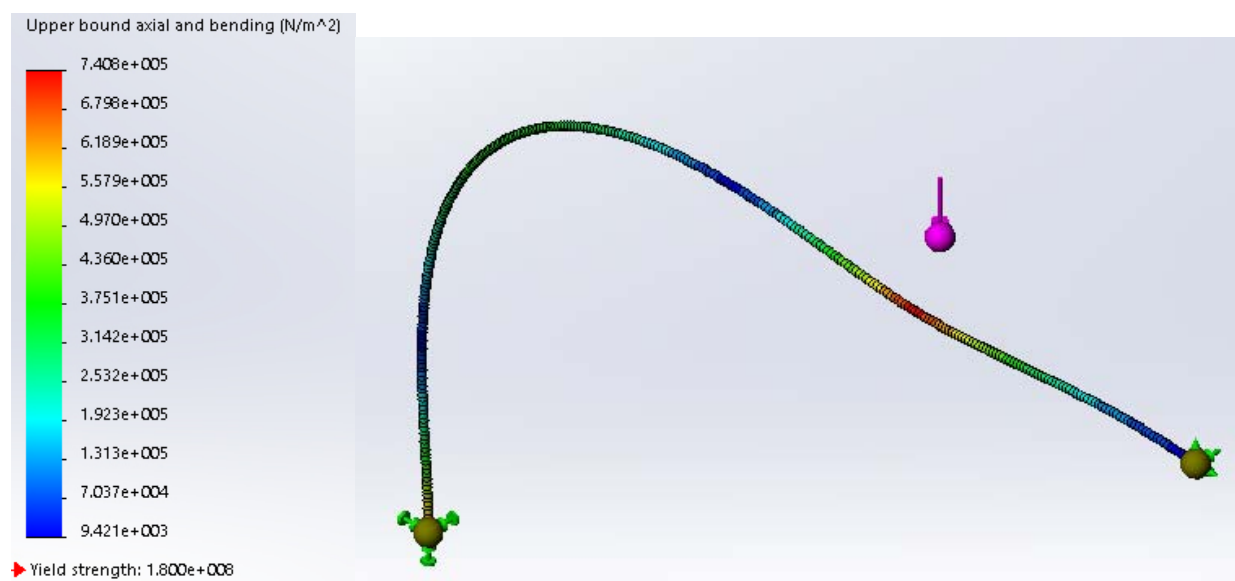 Upper bound axial and bending (N/m^2)
7.408e+005
6.798e+005
6.189e+005
5.579e+005
4.970e+005
4.360e+005
3.751e+005
3.142e+005
2.532e+005
1.923e+005
1.313e+005
7.037e+004
9.421e+003
Yield strength: 1.800e+008